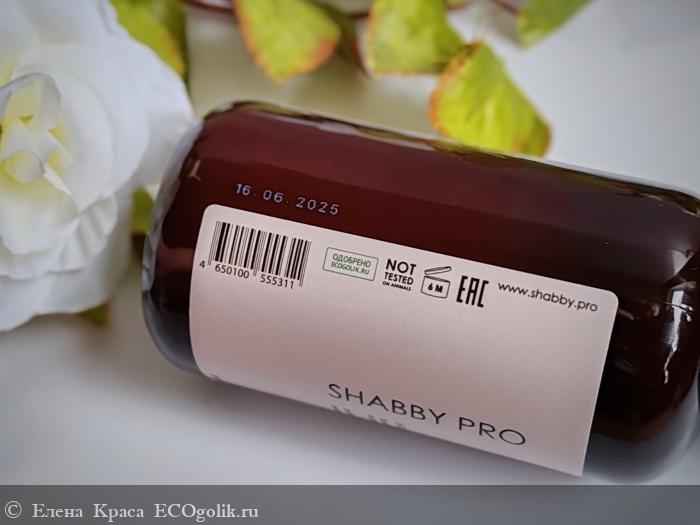 16.06.2025
4 650100 555311
ОДОБРЕНО
ECOGOLIK.RU
NOT
TESTED
ON ANIMALS
6 M
EAC
www.shabby.pro
SHABBY PRO
© Елена Краса ECOgolik.ru